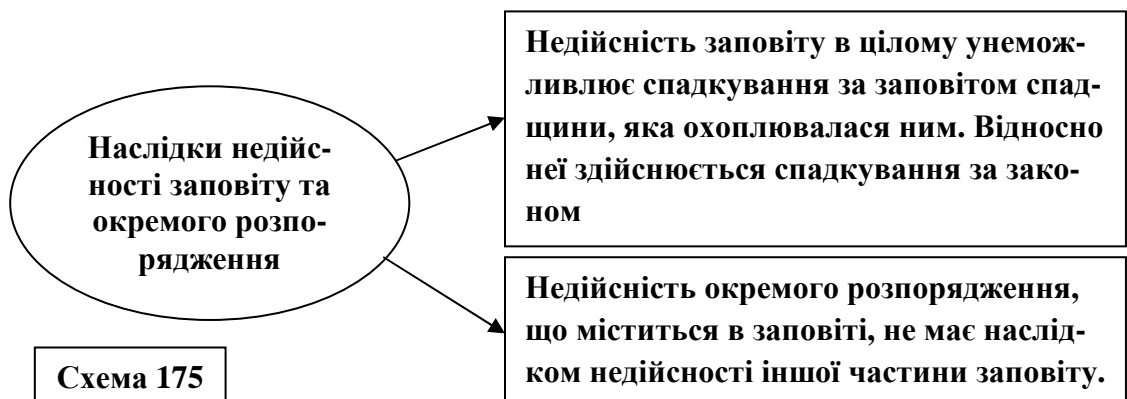 Наслідки недійс-
ності заповіту та
окремого розпо-
рядження
Недійсність заповіту в цілому унемож-
ливлює спадкування за заповітом спад-
щини, яка охоплювалася ним. Відносно
неї здійснюється спадкування за зако-
ном
Недійсність окремого розпорядження,
що міститься в заповіті, не має наслід-
ком недійсності іншої частини заповіту.
Схема 175